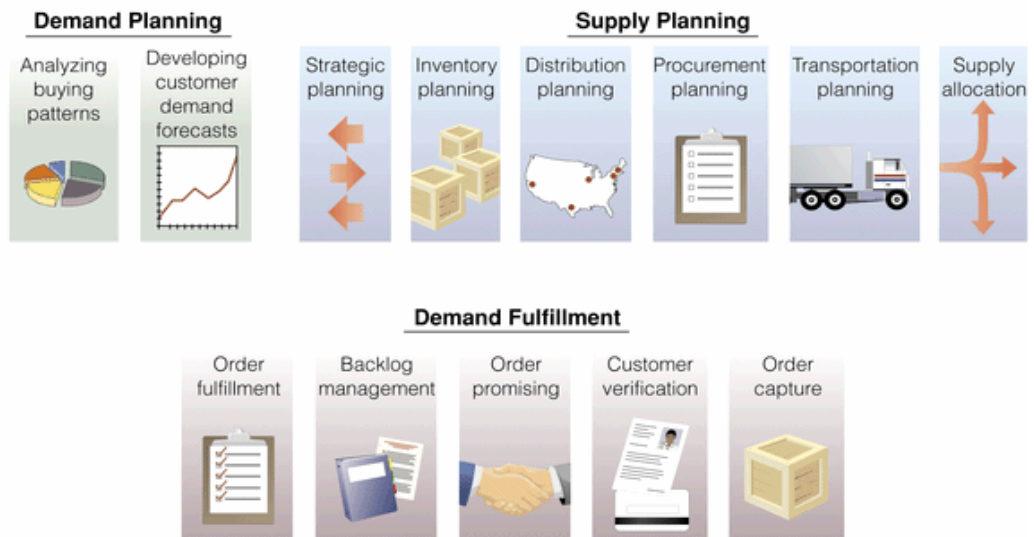 Demand Planning
Analyzing
buying
patterns
Developing
customer
demand
forecasts
Supply Planning
Strategic
planning
Inventory
planning
Distribution
planning
Procurement
planning
Transportation
planning
Supply
allocation
Demand Fulfillment
Order
fulfillment
Backlog
management
Order
promising
Customer
verification
Order
capture